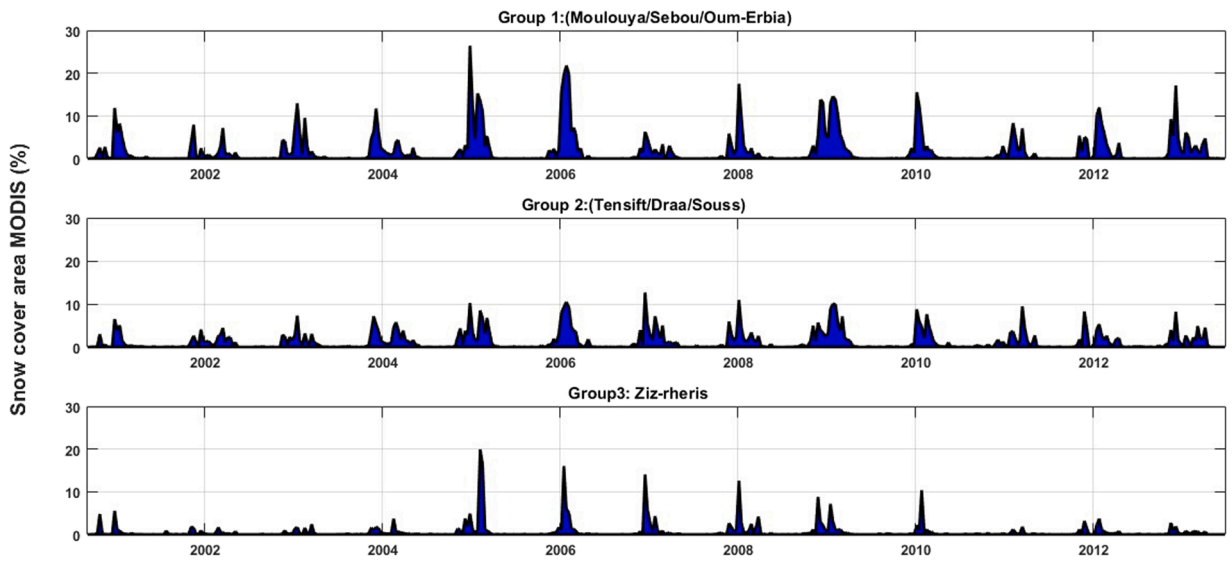 Group 1:(Moulouya/Sebou/Oum-Erbia)
30
20
10
0
2002 2004 2006 2008 2010 2012
Snow cover area MODIS (%)
Group 2:(Tensift/Draa/Souss)
30
20
10
0
2002 2004 2006 2008 2010 2012
Group3: Ziz-rheris
30
20
10
0
2002 2004 2006 2008 2010 2012